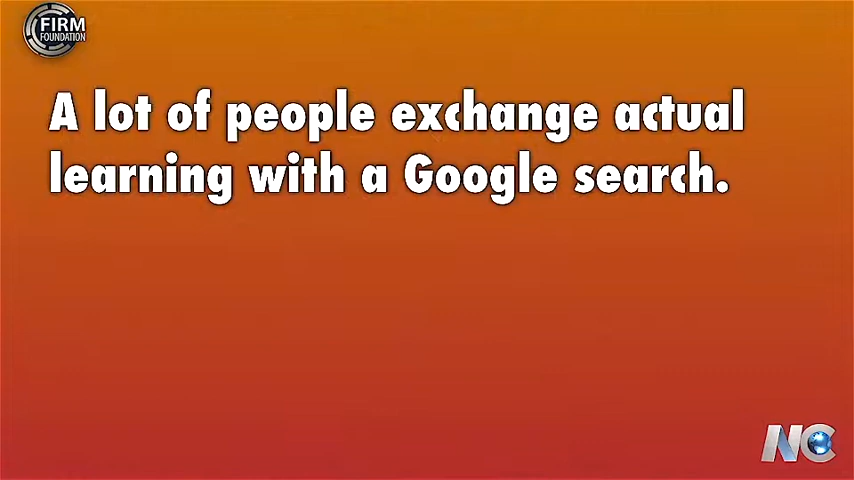 FIRM
FOUNDATION
A lot of people exchange actual
learning with a Google search.
NC